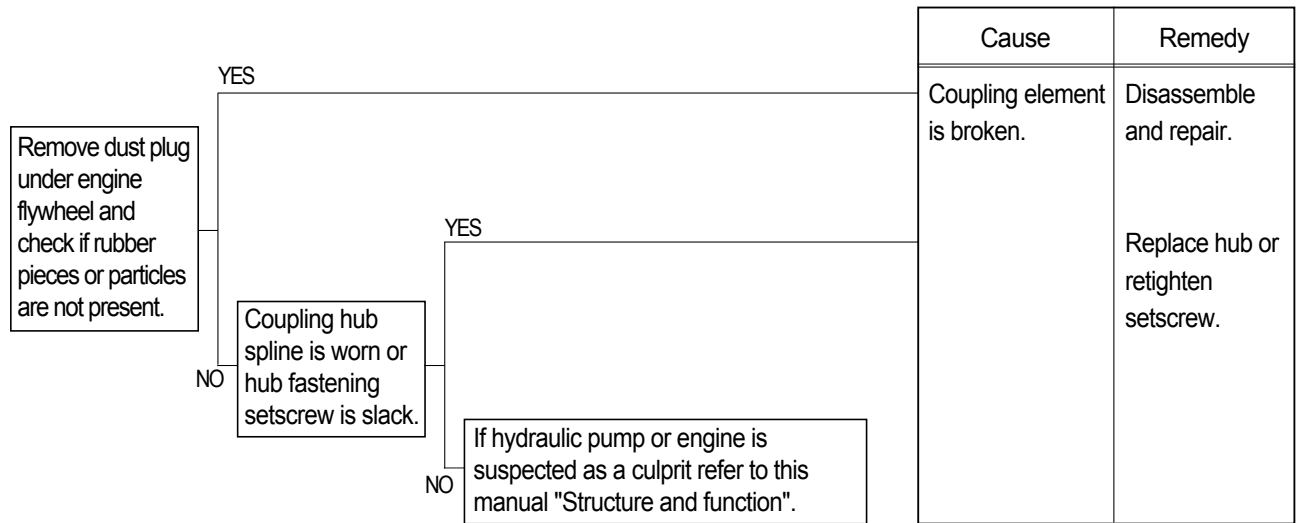 Cause
Remedy
YES
Coupling element
is broken.
Disassemble
and repair.
Remove dust plug
under engine
flywheel and
check if rubber
pieces or particles
are not present.
YES
Replace hub or
retighten
setscrew.
NO
Coupling hub
spline is worn or
hub fastening
setscrew is slack.
NO
If hydraulic pump or engine is
suspected as a culprit refer to this
manual "Structure and function".